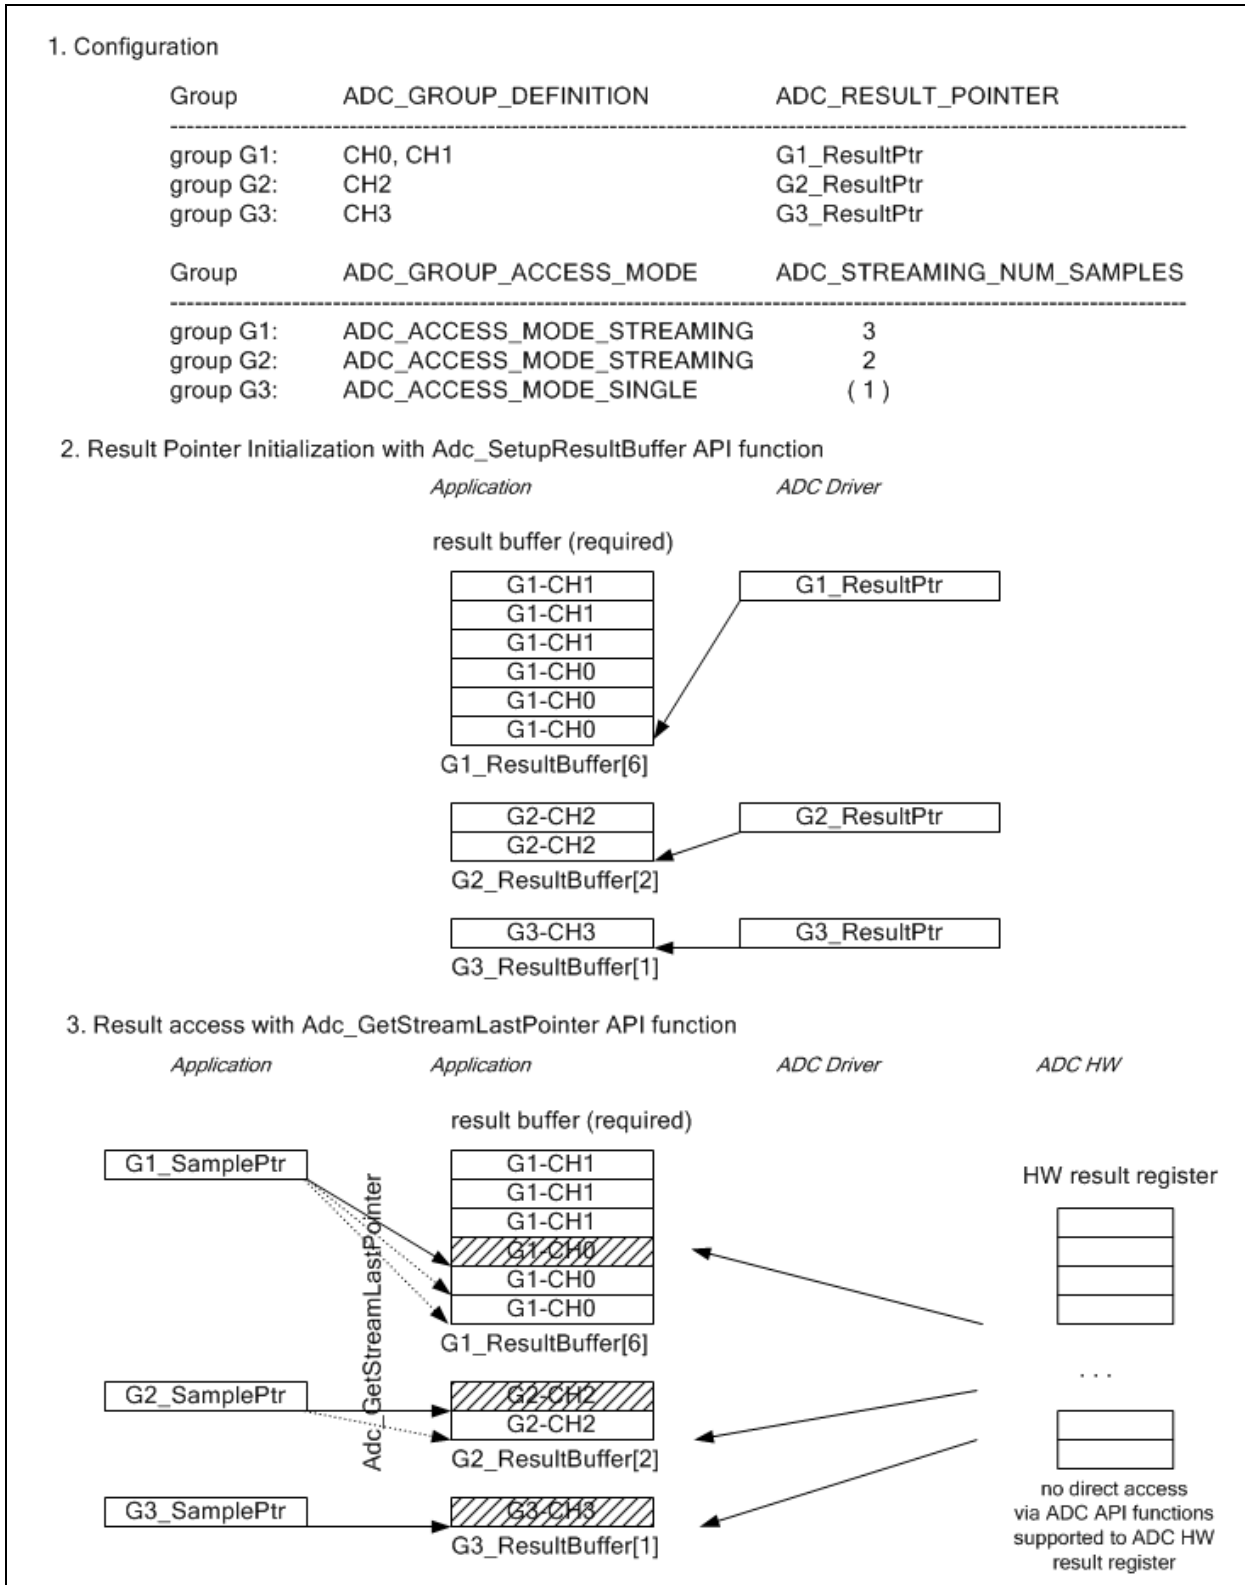 1. Configuration
Group ADC_GROUP_DEFINITION ADC_RESULT_POINTER
group G1: CH0, CH1 G1_ResultPtr
group G2: CH2 G2_ResultPtr
group G3: CH3 G3_ResultPtr
Group ADC_GROUP_ACCESS_MODE ADC_STREAMING_NUM_SAMPLES
group G1: ADC_ACCESS_MODE_STREAMING 3
group G2: ADC_ACCESS_MODE_STREAMING 2
group G3: ADC_ACCESS_MODE_SINGLE ( 1 )
2. Result Pointer Initialization with Adc_SetupResultBuffer API function
Application ADC Driver
result buffer (required)
G1-CH1 G1_ResultPtr
G1-CH1
G1-CH1
G1-CH0
G1-CH0
G1-CH0
G1_ResultBuffer[6]
G2-CH2 G2_ResultPtr
G2-CH2
G2_ResultBuffer[2]
G3-CH3 G3_ResultPtr
G3_ResultBuffer[1]
3. Result access with Adc_GetStreamLastPointer API function
Application Application ADC Driver ADC HW
result buffer (required)
G1_SamplePtr G1-CH1
HW result register
G1-CH1
G1-CH1
G1-CH0
G1-CH0
G1-CH0
G1_ResultBuffer[6]
Adc_GetStreamLastPointer
. . .
G2_SamplePtr G2-CH2
G2-CH2
G2_ResultBuffer[2]
G3_SamplePtr G3-CH3
G3_ResultBuffer[1]
no direct access
via ADC API functions
supported to ADC HW
result register